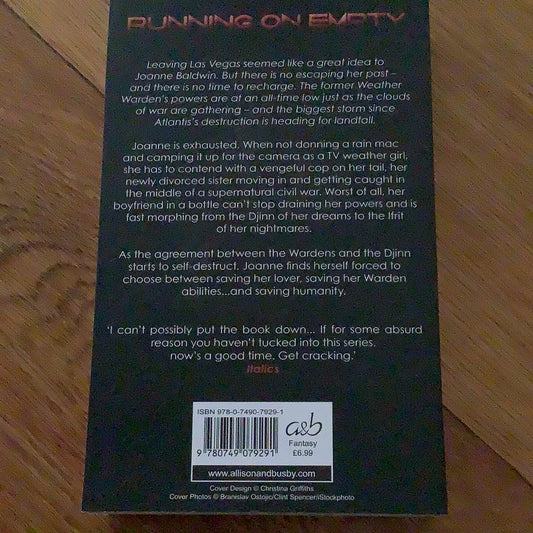 RUNNING ON EMPTY
Leaving Las Vegas seemed like a great idea to
Joanne Baldwin. But there is no escaping her past –
and there is no time to recharge. The former Weather
Warden's powers are at an all-time low just as the clouds
of war are gathering – and the biggest storm since
Atlantis's destruction is heading for landfall.
Joanne is exhausted. When not donning a rain mac
and camping it up for the camera as a TV weather girl,
she has to contend with a vengeful cop on her tail, her
newly divorced sister moving in and getting caught in
the middle of a supernatural civil war. Worst of all, her
boyfriend in a bottle can't stop draining her powers and is
fast morphing from the Djinn of her dreams to the Ifrit
of her nightmares.
As the agreement between the Wardens and the Djinn
starts to self-destruct, Joanne finds herself forced to
choose between saving her lover, saving her Warden
abilities...and saving humanity.
'I can't possibly put the book down... If for some absurd
reason you haven't tucked into this series,
now's a good time. Get cracking.'
Italics
ISBN 978-0-7490-7929-1
a&b
Fantasy
£6.99
9 780749 079291
www.allisonandbusby.com
Cover Design © Christina Griffiths
Cover Photos © Branislav Ostojic/Clint Spencer/iStockphoto